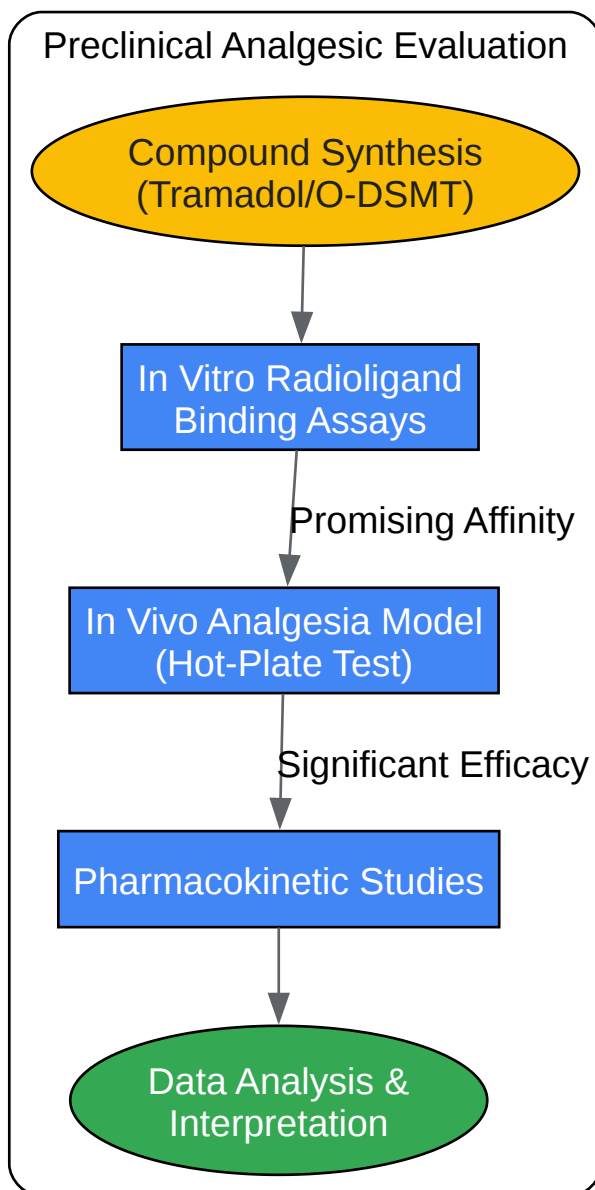 Preclinical Analgesic Evaluation
Compound Synthesis
(Tramadol/O-DSMT)
In Vitro Radioligand
Binding Assays
Promising Affinity
In Vivo Analgesia Model
(Hot-Plate Test)
Significant Efficacy
Pharmacokinetic Studies
Data Analysis &
Interpretation